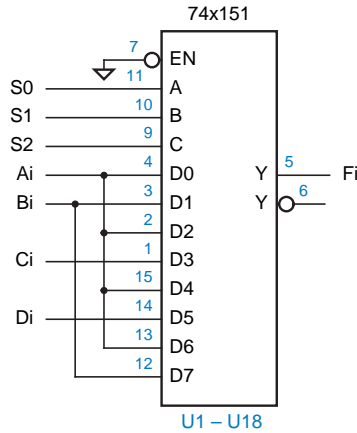 74x151
7 EN
11
S0 A
10
S1 B
9
S2 C
4
Ai D0 Y 5 Fi
3
Bi D1 Y 6
2
D2
1
Ci D3
15
D4
14
Di D5
13
D6
12
D7
U1 – U18